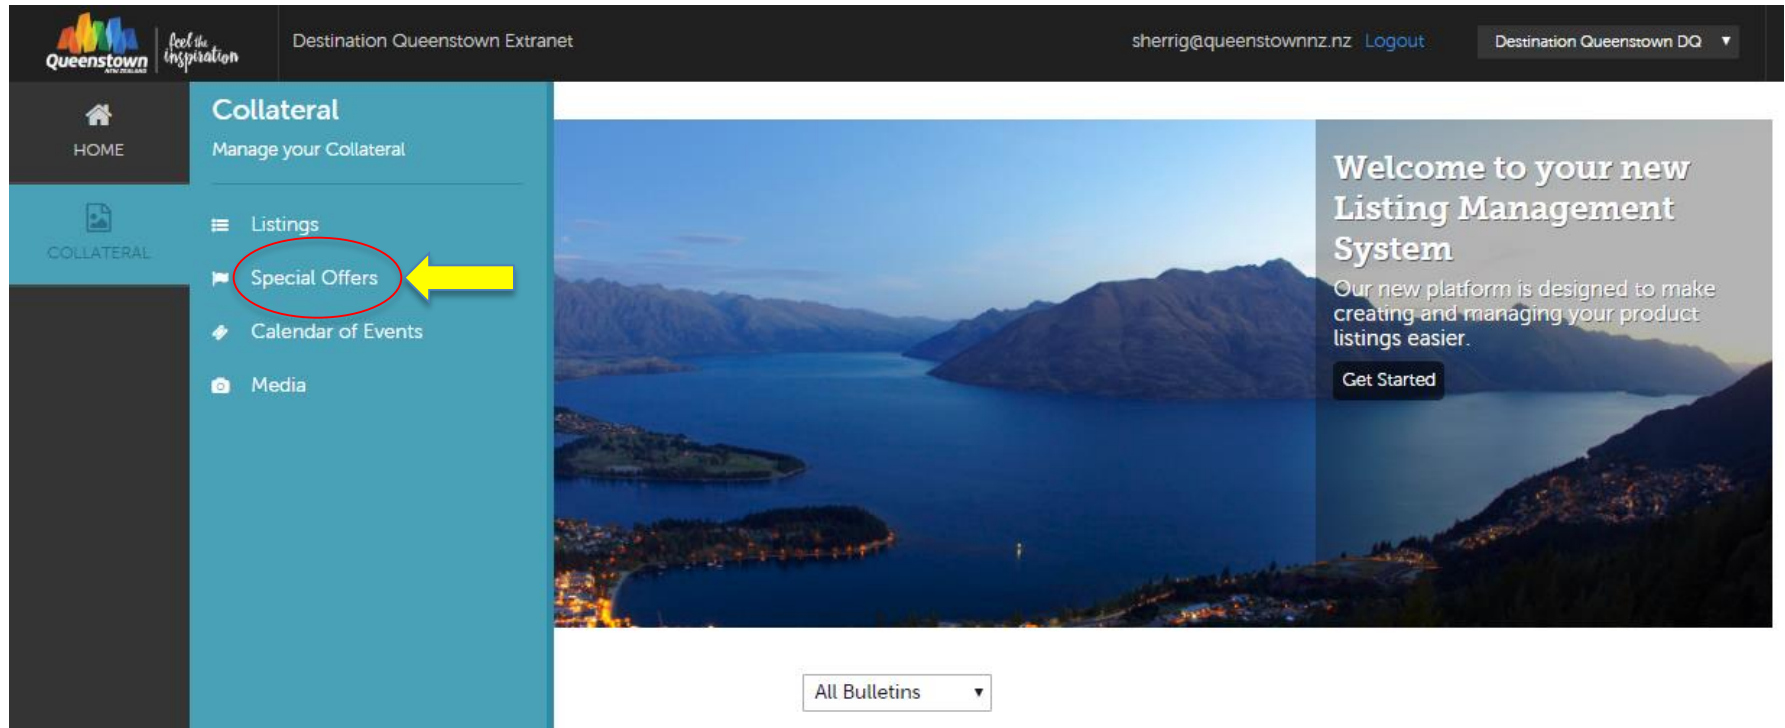 Queenstown
NEW ZEALAND
feel the
inspiration
Destination Queenstown Extranet
sherrig@queenstownnz.nz Logout
Destination Queenstown DQ
HOME
COLLATERAL
Collateral
Manage your Collateral
Listings
Special Offers
Calendar of Events
Media
Welcome to your new
Listing Management
System
Our new platform is designed to make
creating and managing your product
listings easier.
Get Started
All Bulletins